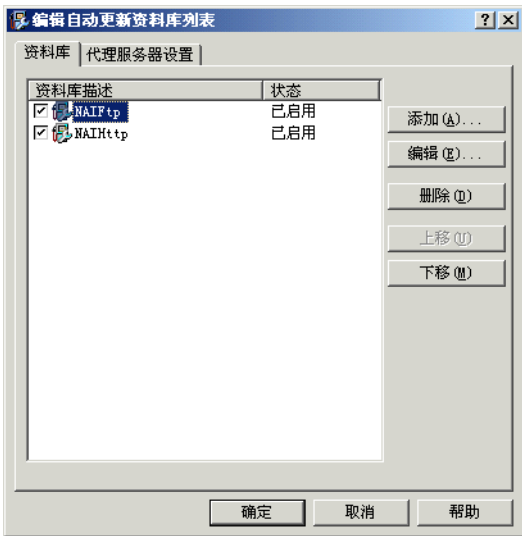 编辑自动更新资料库列表
资料库 代理服务器设置
资料库描述 状态
NAIFtp 已启用
NAIHttp 已启用
添加(A)...
编辑(E)...
删除(D)
上移(U)
下移(M)
确定 取消 帮助